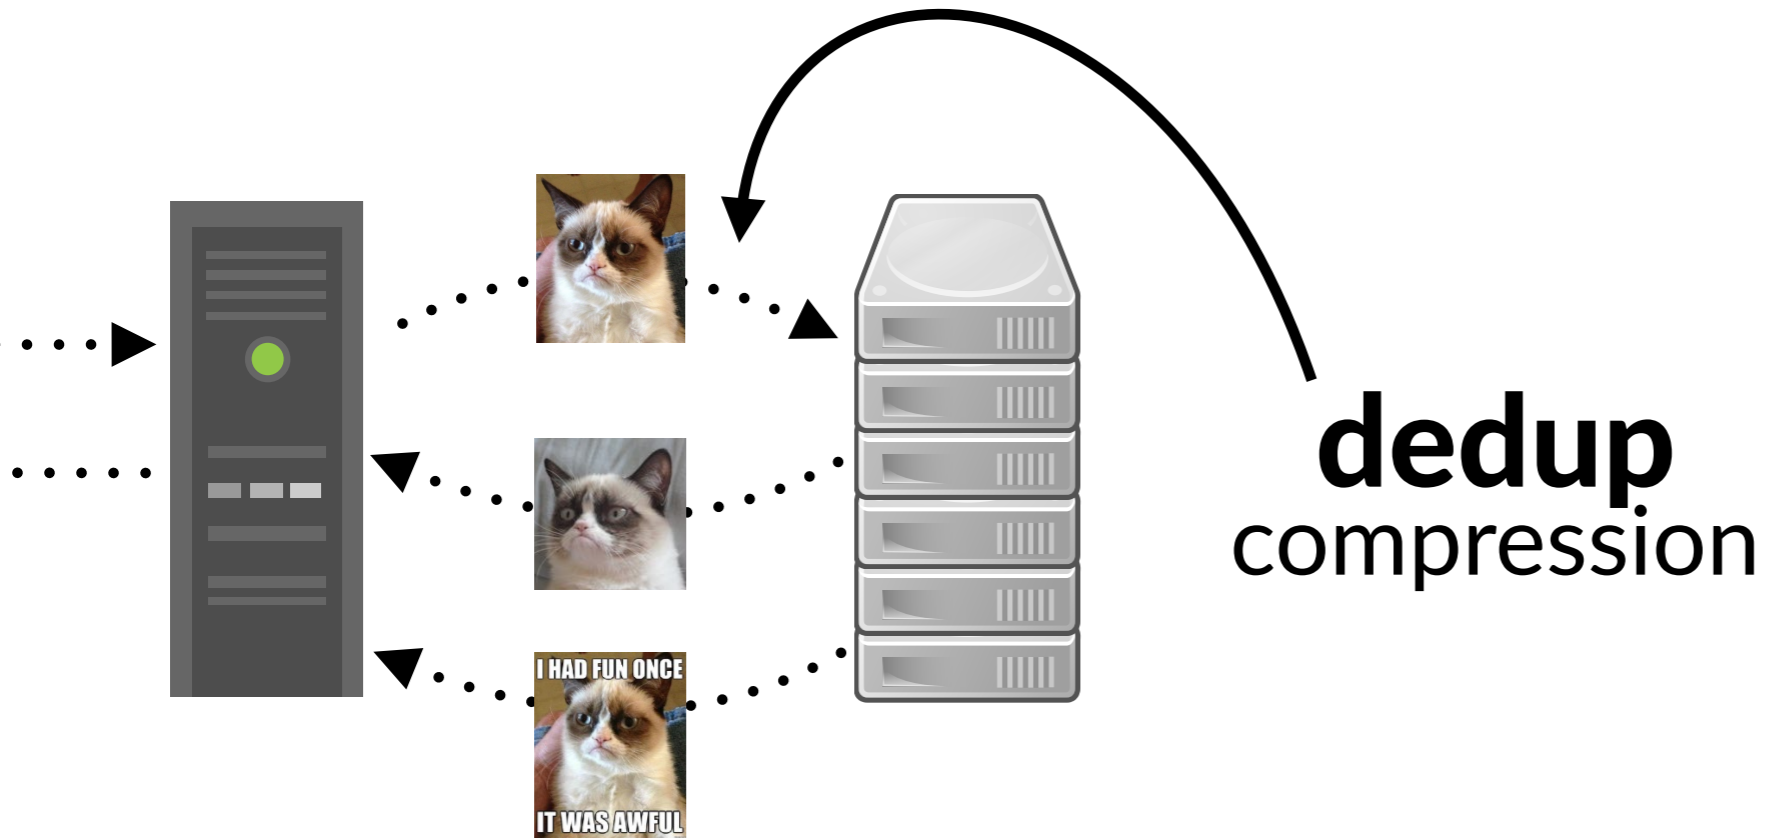 dedup
compression
I HAD FUN ONCE
IT WAS AWFUL